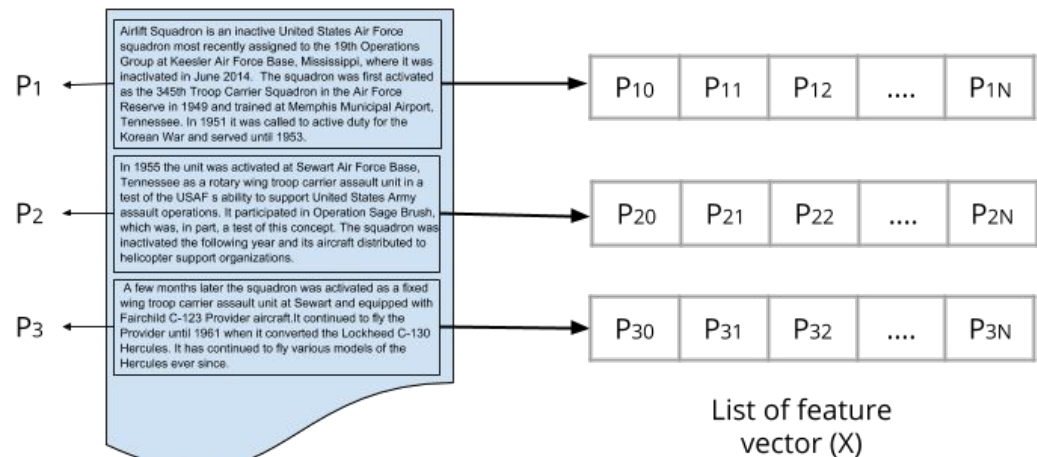 Airlift Squadron is an inactive United States Air Force
squadron most recently assigned to the 19th Operations
Group at Keesler Air Force Base, Mississippi, where it was
inactivated in June 2014. The squadron was first activated
as the 345th Troop Carrier Squadron in the Air Force
Reserve in 1949 and trained at Memphis Municipal Airport,
Tennessee. In 1951 it was called to active duty for the
Korean War and served until 1953.
P1
P10 P11 P12 .... P1N
In 1955 the unit was activated at Sewart Air Force Base,
Tennessee as a rotary wing troop carrier assault unit in a
test of the USAF s ability to support United States Army
assault operations. It participated in Operation Sage Brush,
which was, in part, a test of this concept. The squadron was
inactivated the following year and its aircraft distributed to
helicopter support organizations.
P2
P20 P21 P22 .... P2N
A few months later the squadron was activated as a fixed
wing troop carrier assault unit at Sewart and equipped with
Fairchild C-123 Provider aircraft.It continued to fly the
Provider until 1961 when it converted the Lockheed C-130
Hercules. It has continued to fly various models of the
Hercules ever since.
P3
P30 P31 P32 .... P3N
List of feature
vector (X)